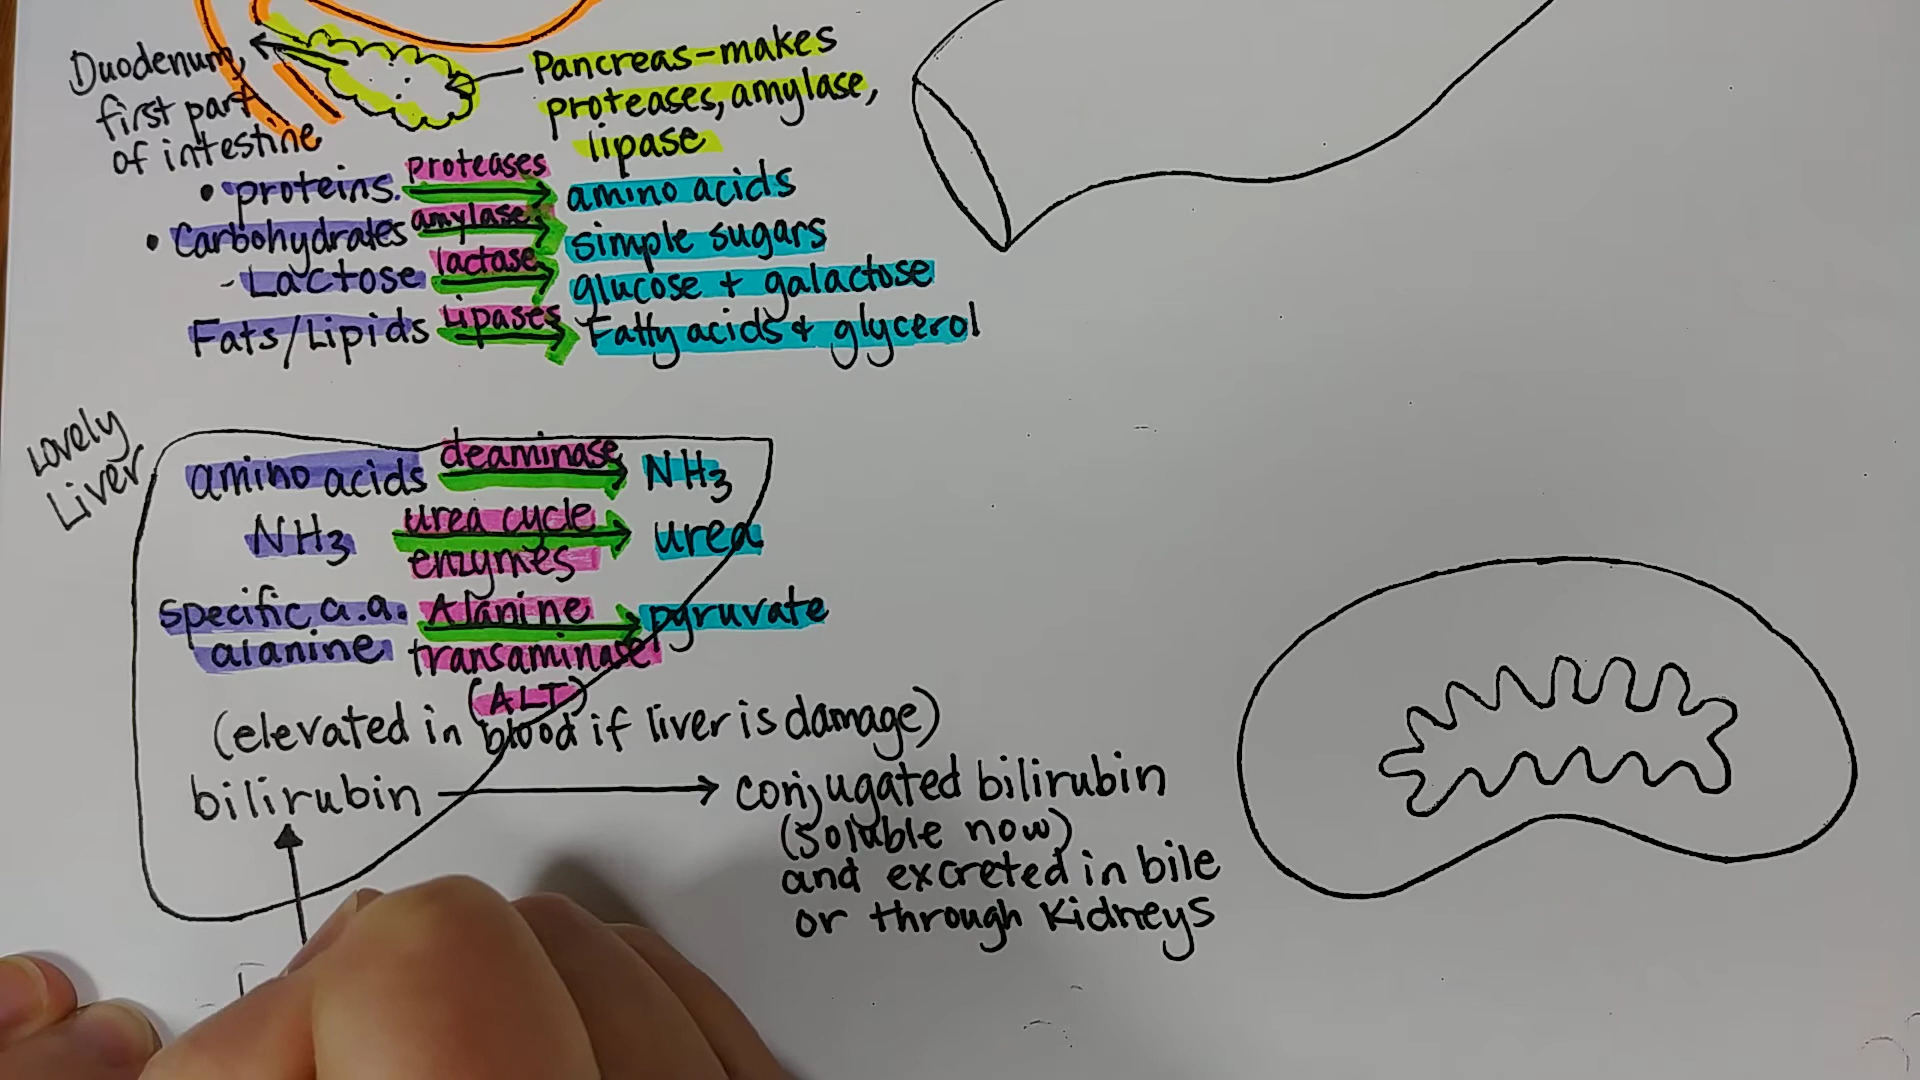 Duodenum,
first part
of intestine
Pancreas-makes
proteases, amylase,
lipase
• proteins. proteases amino acids
• Carbohydrates amylase simple sugars
- Lactose lactase glucose + galactose
Fats/Lipids Lipases Fatty acids & glycerol
Lovely
Liver
amino acids deaminase NH3
NH3 urea cycle
enzymes urea
specific a.a. Alanine pyruvate
alanine transaminase
(ALT)
(elevated in blood if liver is damage)
bilirubin conjugated bilirubin
(soluble now)
and excreted in bile
or through kidneys